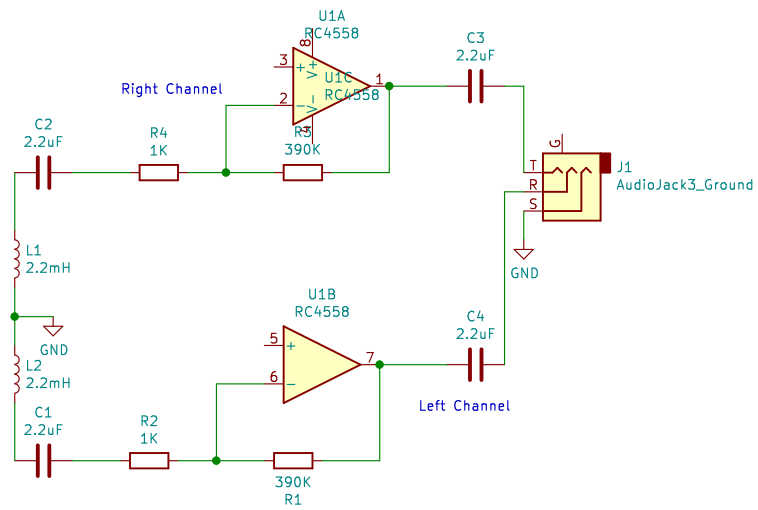 U1A
RC4558
8
3
+
V+
U1C
RC4558
1
2
−
V-
4
Right Channel
C3
2.2uF
C2
2.2uF
R4
1K
R3
390K
G
T
R
S
J1
AudioJack3_Ground
GND
L1
2.2mH
GND
L2
2.2mH
U1B
RC4558
5
+
7
6
−
C4
2.2uF
Left Channel
C1
2.2uF
R2
1K
390K
R1